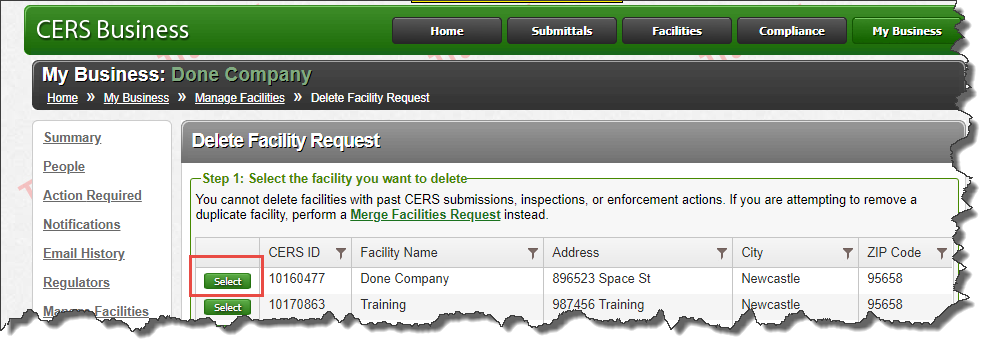 CERS Business
Home Submittals Facilities Compliance My Business
My Business: Done Company
Home » My Business » Manage Facilities » Delete Facility Request
Summary
People
Action Required
Notifications
Email History
Regulators
Manage Facilities
Delete Facility Request
Step 1: Select the facility you want to delete
You cannot delete facilities with past CERS submissions, inspections, or enforcement actions. If you are attempting to remove a
duplicate facility, perform a Merge Facilities Request instead.
CERS ID Facility Name Address City ZIP Code
Select 10160477 Done Company 896523 Space St Newcastle 95658
Select 10170863 Training 987456 Training Newcastle 95658